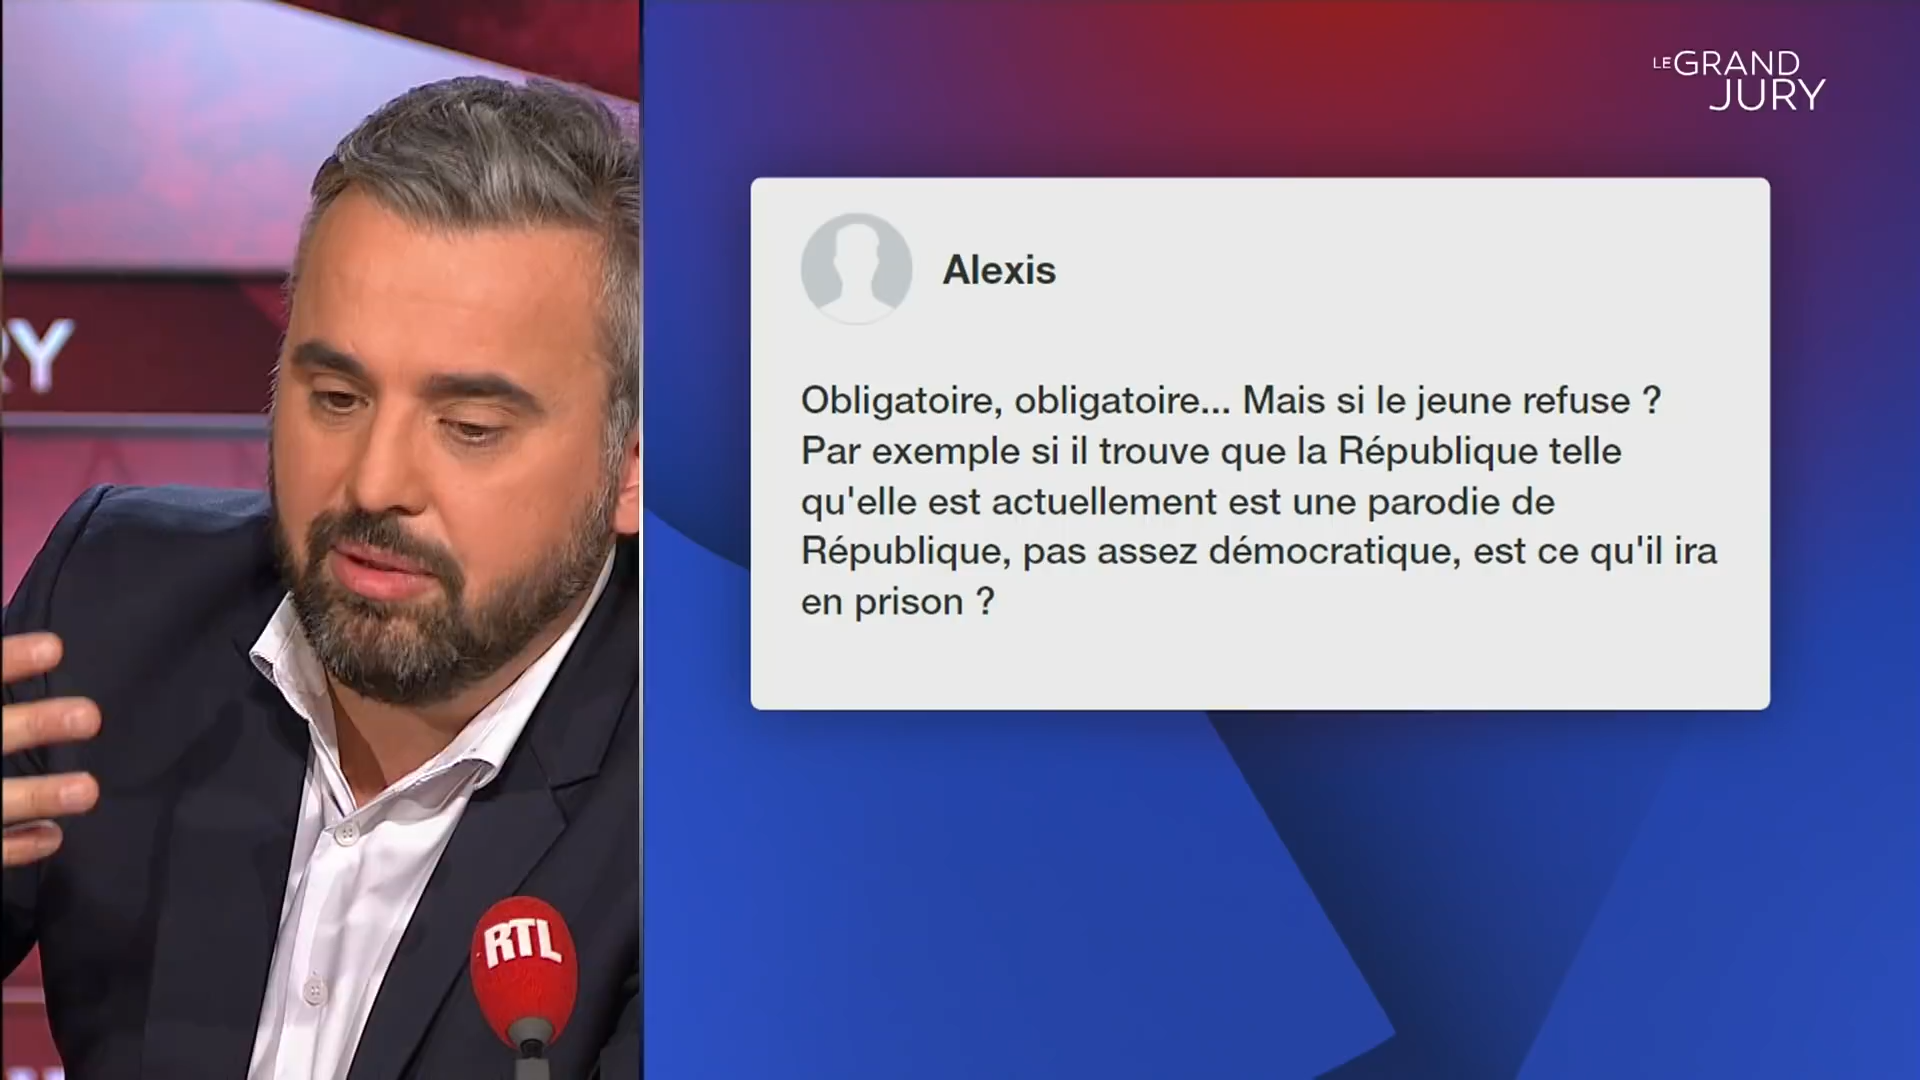 LE GRAND
JURY
RY
Alexis
Obligatoire, obligatoire... Mais si le jeune refuse ?
Par exemple si il trouve que la République telle
qu'elle est actuellement est une parodie de
République, pas assez démocratique, est ce qu'il ira
en prison ?
RTL